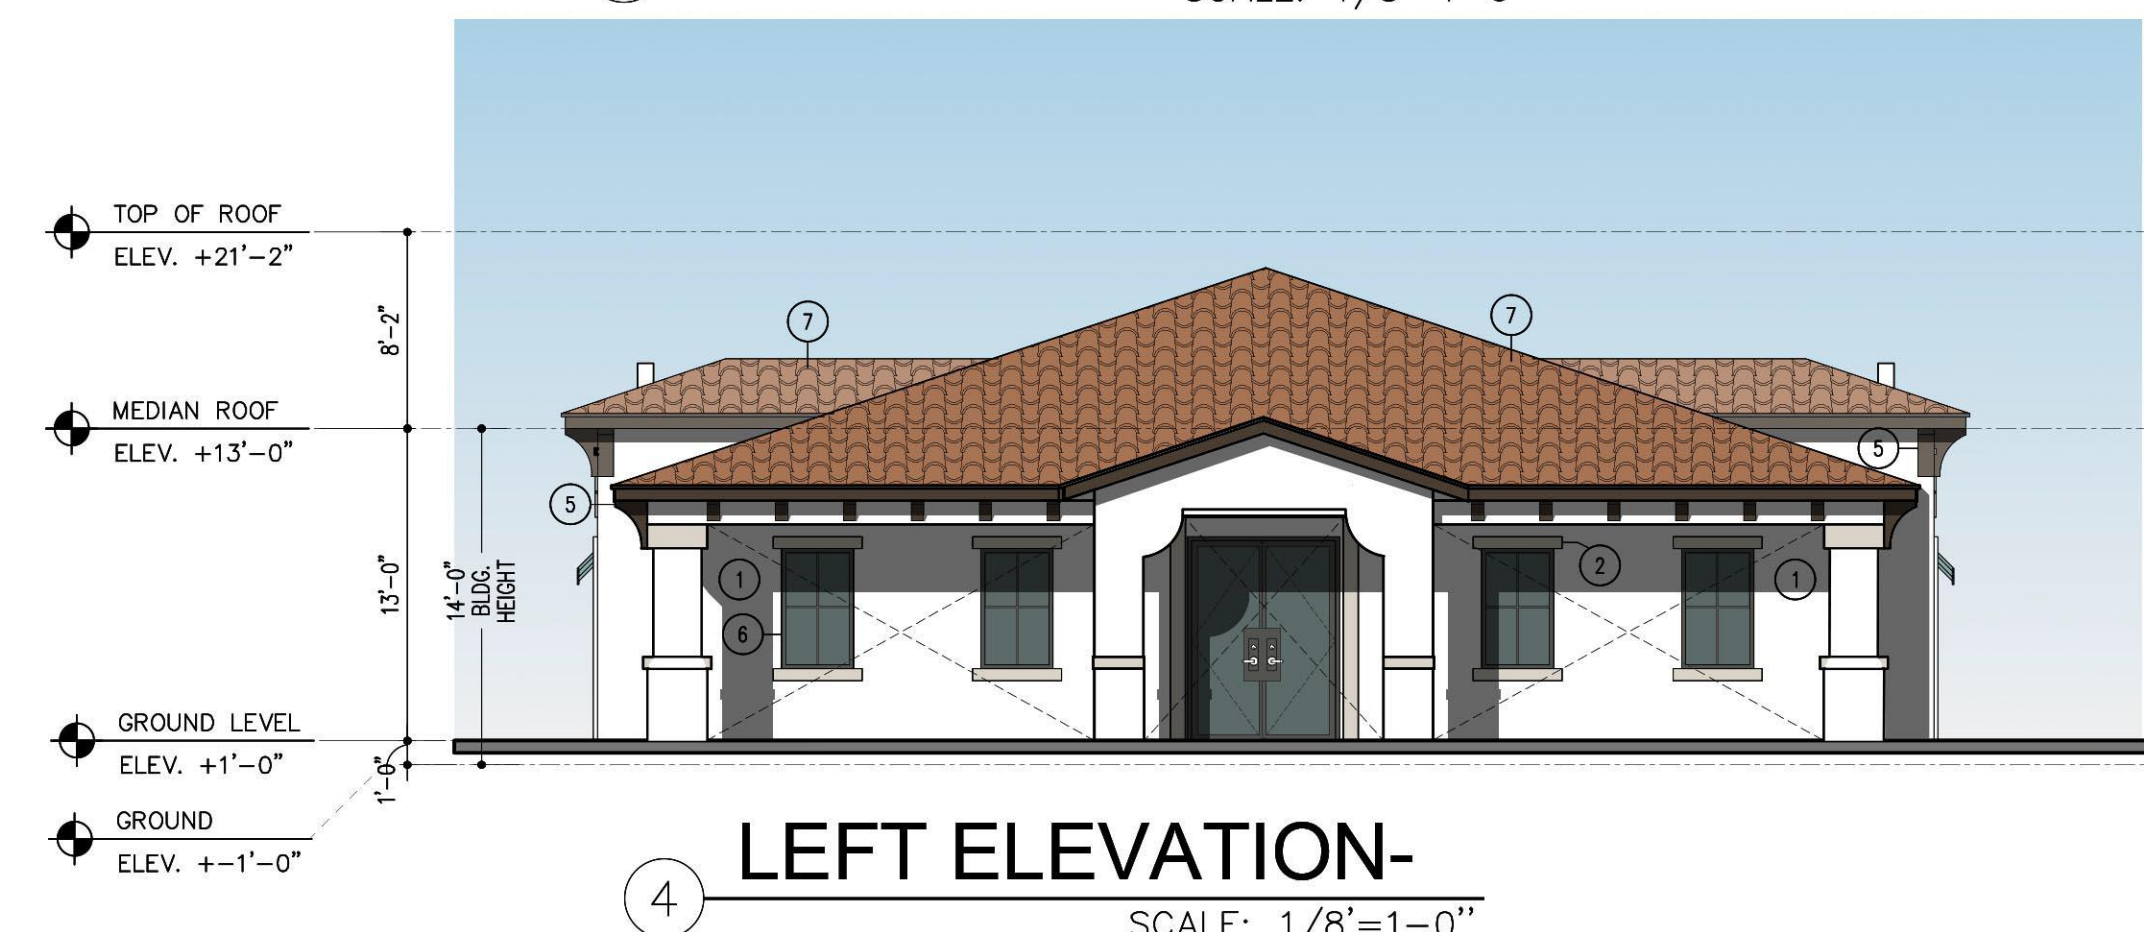 TOP OF ROOF
ELEV. +21'-2"
8'-2"
7
7
MEDIAN ROOF
ELEV. +13'-0"
5
5
13'-0"
14'-0"
BLDG.
HEIGHT
1
2
1
6
GROUND LEVEL
ELEV. +1'-0"
1'-0"
GROUND
ELEV. +-1'-0"
LEFT ELEVATION-
4
SCALE: 1/8'=1-0''